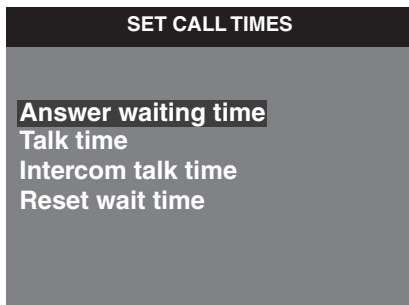 SET CALL TIMES
Answer waiting time
Talk time
Intercom talk time
Reset wait time